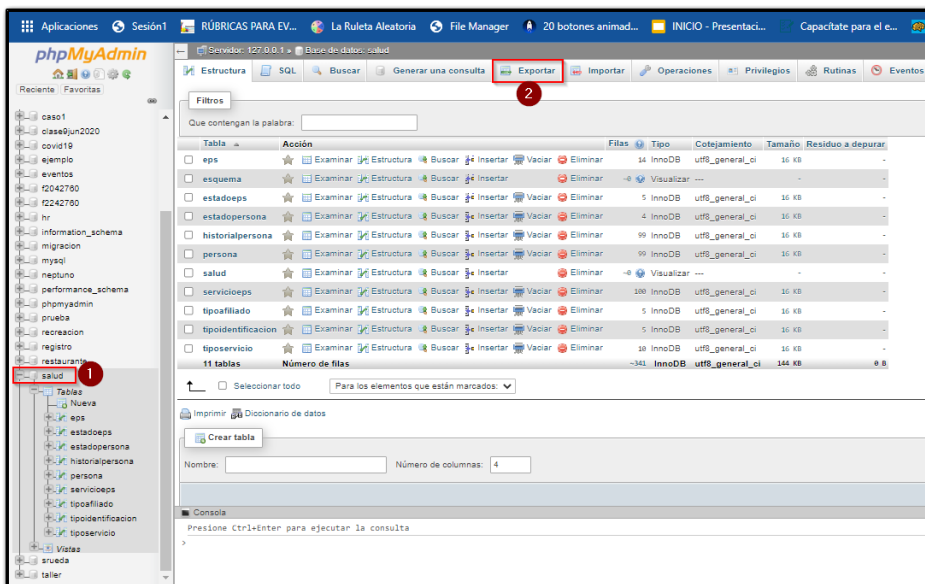 Aplicaciones Sesión1 RÚBRICAS PARA EV... La Ruleta Aleatoria File Manager 20 botones animad... INICIO - Presentaci... Capacítate para el e...
phpMyAdmin
Reciente Favoritas
caso1
clase9jun2020
covid19
ejemplo
eventos
f2042760
f2242760
hr
information_schema
migracion
mysql
neptuno
performance_schema
phpmyadmin
prueba
recreacion
registro
restaurante
salud 1
Tablas
Nueva
eps
estadoeps
estadopersona
historialpersona
persona
servicioeps
tipoafiliado
tipoidentificacion
tiposervicio
Vistas
srueda
taller
Servidor: 127.0.0.1 » Base de datos: salud
Estructura SQL Buscar Generar una consulta Exportar Importar Operaciones Privilegios Rutinas Eventos
2
Filtros
Que contengan la palabra:
Tabla Acción Filas Tipo Cotejamiento Tamaño Residuo a depurar
eps Examinar Estructura Buscar Insertar Vaciar Eliminar 14 InnoDB utf8_general_ci 16 KB -
esquema Examinar Estructura Buscar Insertar Eliminar ~0 Visualizar --- - -
estadoeps Examinar Estructura Buscar Insertar Vaciar Eliminar 5 InnoDB utf8_general_ci 16 KB -
estadopersona Examinar Estructura Buscar Insertar Vaciar Eliminar 4 InnoDB utf8_general_ci 16 KB -
historialpersona Examinar Estructura Buscar Insertar Vaciar Eliminar 99 InnoDB utf8_general_ci 16 KB -
persona Examinar Estructura Buscar Insertar Vaciar Eliminar 99 InnoDB utf8_general_ci 16 KB -
salud Examinar Estructura Buscar Insertar Eliminar ~0 Visualizar --- - -
servicioeps Examinar Estructura Buscar Insertar Vaciar Eliminar 100 InnoDB utf8_general_ci 16 KB -
tipoafiliado Examinar Estructura Buscar Insertar Vaciar Eliminar 5 InnoDB utf8_general_ci 16 KB -
tipoidentificacion Examinar Estructura Buscar Insertar Vaciar Eliminar 5 InnoDB utf8_general_ci 16 KB -
tiposervicio Examinar Estructura Buscar Insertar Vaciar Eliminar 10 InnoDB utf8_general_ci 16 KB -
11 tablas Número de filas ~341 InnoDB utf8_general_ci 144 KB 0 B
Seleccionar todo Para los elementos que están marcados:
Imprimir Diccionario de datos
Crear tabla
Nombre: Número de columnas: 4
Consola
Presione Ctrl+Enter para ejecutar la consulta
>